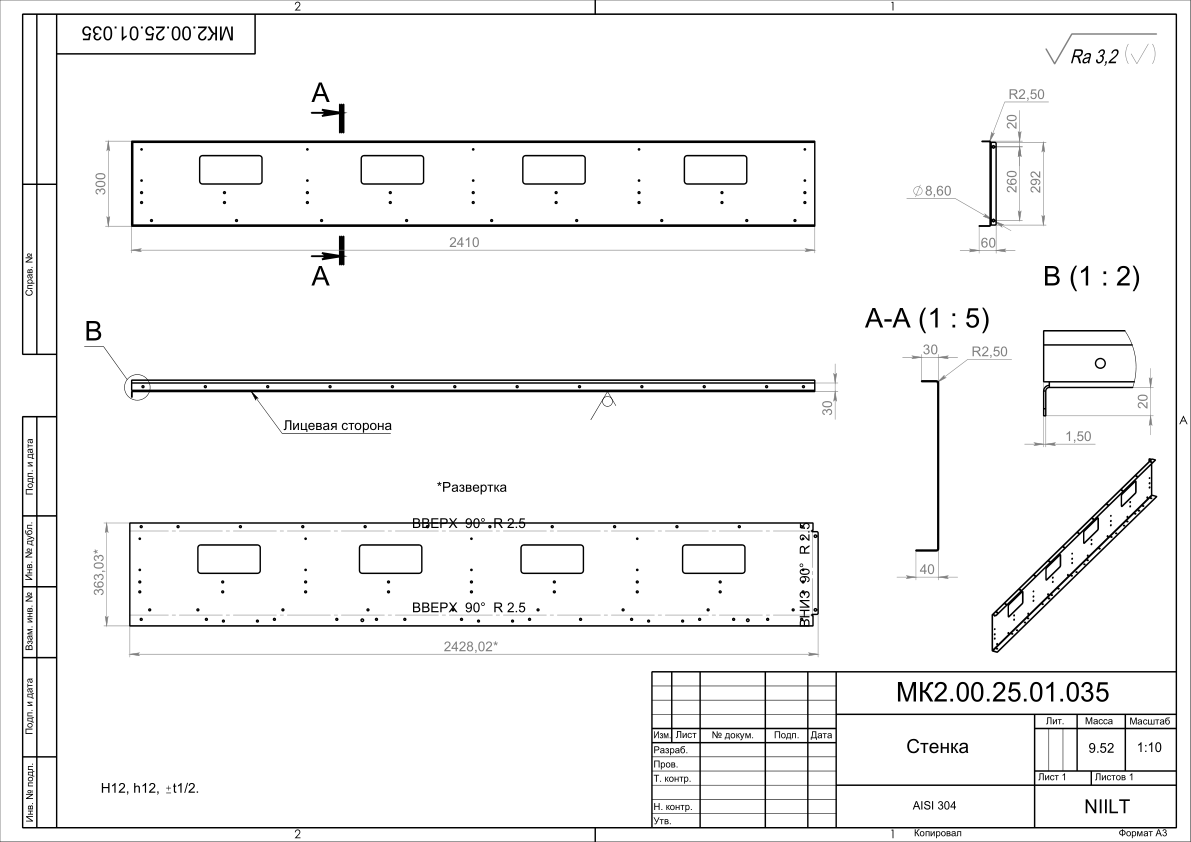 2
1
МК2.00.25.01.035
Ra 3,2
A
R2,50
20
300
260
292
⌀8,60
2410
60
A
B (1 : 2)
A-A (1 : 5)
B
30
R2,50
30
20
Лицевая сторона
1,50
A
*Развертка
ВВЕРХ 90° R 2.5
ВНИЗ 90° R 2.5
363,03*
ВВЕРХ 90° R 2.5
40
2428,02*
Справ. №
Подп. и дата
Инв. № дубл.
Взам. инв. №
Подп. и дата
Инв. № подл.
H12, h12, ±t1/2.
МК2.00.25.01.035
Изм. Лист № докум. Подп. Дата
Разраб.
Пров.
Т. контр.
Н. контр.
Утв.
Стенка
Лит. Масса Масштаб
9.52 1:10
Лист 1 Листов 1
AISI 304
NIILT
2
1
Копировал Формат А3